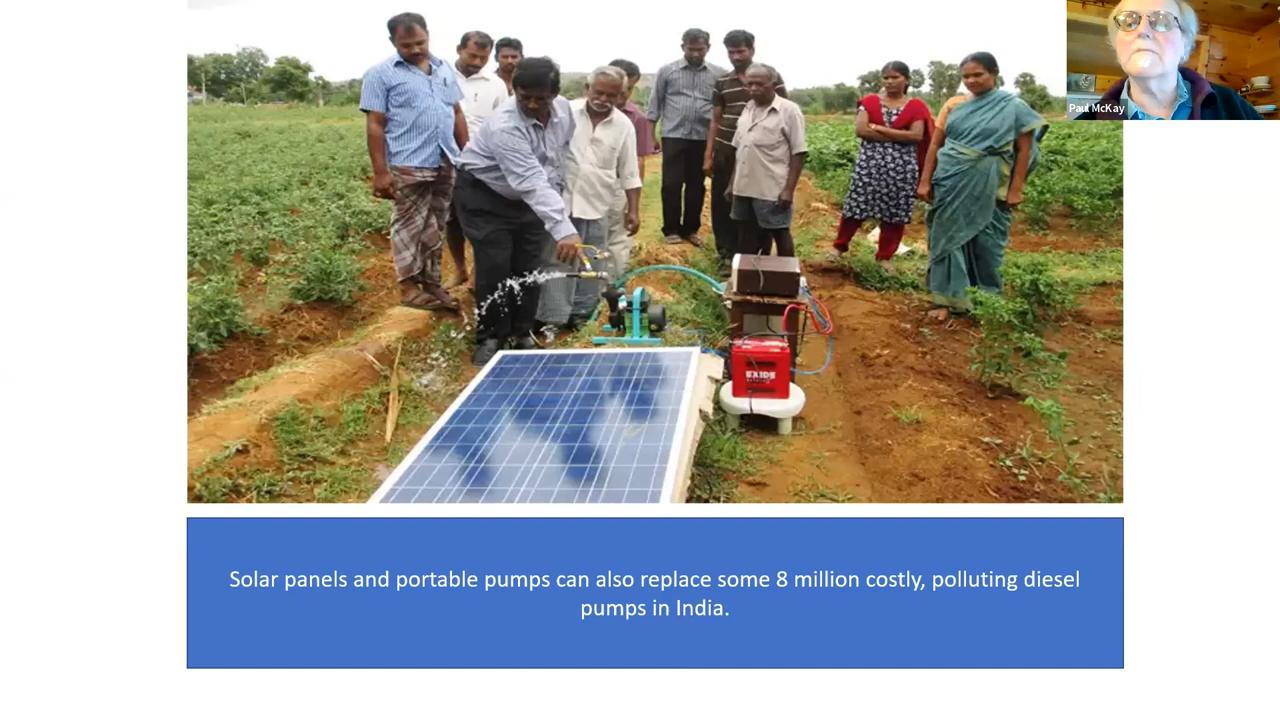 Paul McKay
EXIDE
Solar panels and portable pumps can also replace some 8 million costly, polluting diesel
pumps in India.